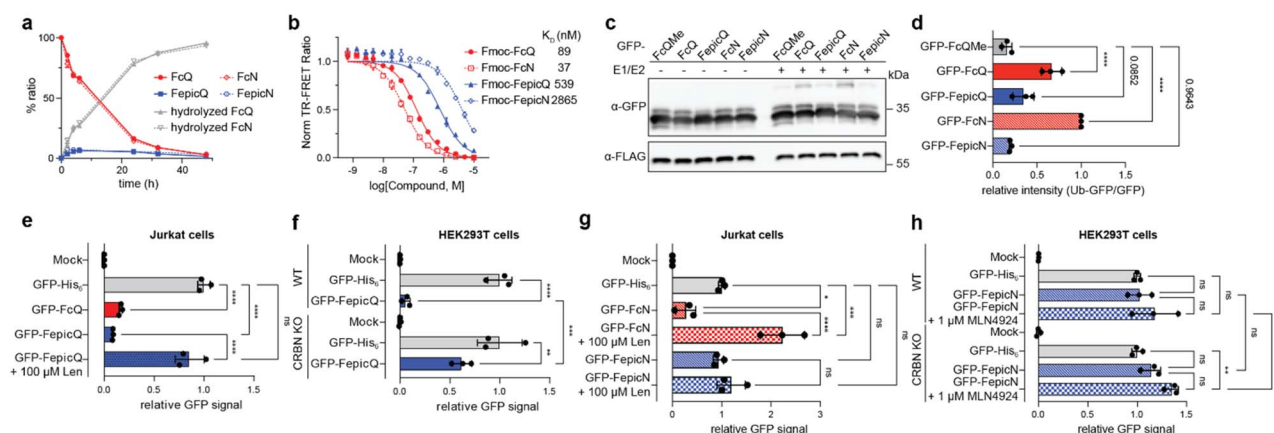 a
% ratio
100
50
0
FcQ
FcN
FepicQ
FepicN
hydrolyzed FcQ
hydrolyzed FcN
0
20
40
time (h)
b
Norm TR-FRET Ratio
1.0
0.5
0.0
-9
-8
-7
-6
-5
log[Compound, M]
K_D (nM)
Fmoc-FcQ 89
Fmoc-FcN 37
Fmoc-FepicQ 539
Fmoc-FepicN 2865
c
GFP- FcQMe FcQ FepicQ FcN FepicN FcQMe FcQ FepicQ FcN FepicN
E1/E2 - - - - - + + + + + kDa
α-GFP
35
α-FLAG
55
d
GFP-FcQMe
GFP-FcQ
GFP-FepicQ
GFP-FcN
GFP-FepicN
****
0.0852
****
0.9643
0.0 0.5 1.0 1.5
relative intensity (Ub-GFP/GFP)
e
Jurkat cells
Mock
GFP-His6
GFP-FcQ
GFP-FepicQ
GFP-FepicQ
+ 100 μM Len
****
****
****
ns
0.0 0.5 1.0 1.5
relative GFP signal
f
HEK293T cells
WT
CRBN KO
Mock
GFP-His6
GFP-FepicQ
Mock
GFP-His6
GFP-FepicQ
****
**
***
0.0 0.5 1.0 1.5
relative GFP signal
g
Jurkat cells
Mock
GFP-His6
GFP-FcN
GFP-FcN
+ 100 μM Len
GFP-FepicN
GFP-FepicN
+ 100 μM Len
*
****
***
ns
ns
ns
0 1 2 3
relative GFP signal
h
HEK293T cells
WT
CRBN KO
Mock
GFP-His6
GFP-FepicN
GFP-FepicN
+ 1 μM MLN4924
Mock
GFP-His6
GFP-FepicN
GFP-FepicN
+ 1 μM MLN4924
ns
ns
ns
ns
ns
**
ns
0.0 0.5 1.0 1.5
relative GFP signal